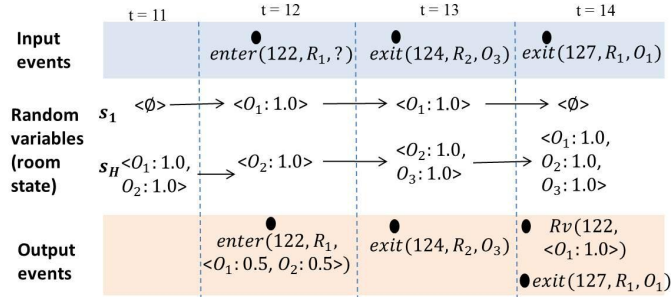 t = 11 t = 12 t = 13 t = 14
Input
events
enter(122, R₁, ?) exit(124, R₂, O₃) exit(127, R₁, O₁)
Random
variables
(room
state)
s₁ <∅> <O₁: 1.0> <O₁: 1.0> <∅>
s_H <O₁: 1.0,
O₂: 1.0>
<O₂: 1.0>
<O₂: 1.0,
O₃: 1.0>
<O₁: 1.0,
O₂: 1.0,
O₃: 1.0>
Output
events
enter(122, R₁,
<O₁: 0.5, O₂: 0.5>)
exit(124, R₂, O₃)
Rv(122,
<O₁: 1.0>)
exit(127, R₁, O₁)